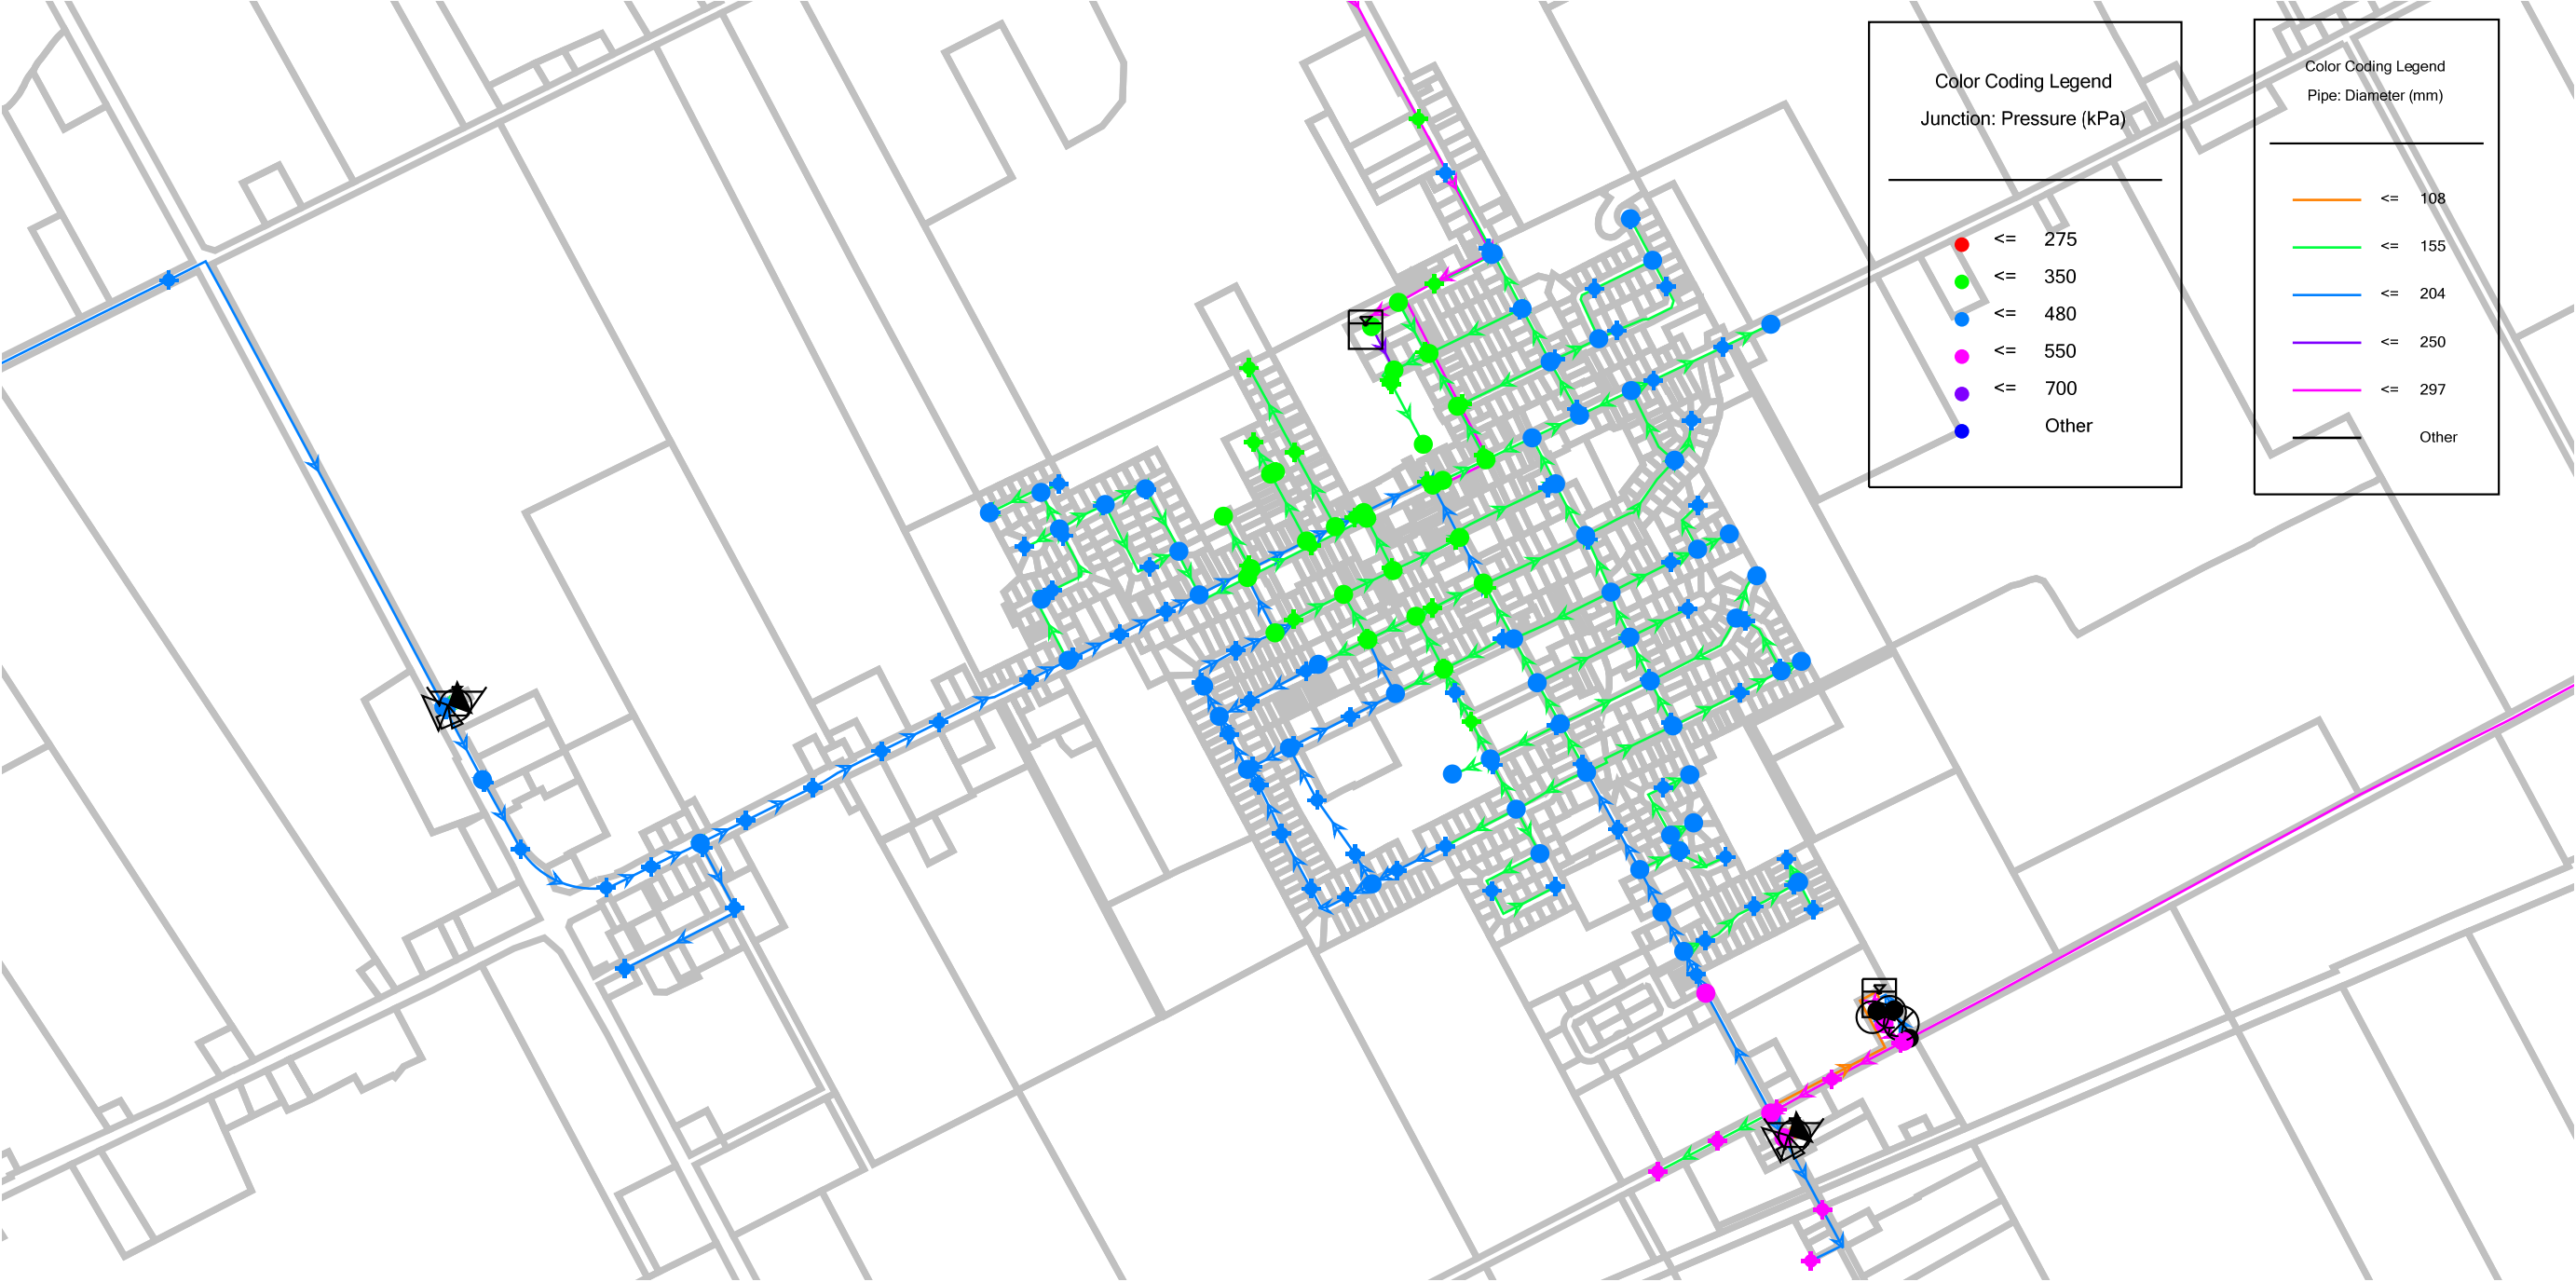 Color Coding Legend
Junction: Pressure (kPa)
<= 275
<= 350
<= 480
<= 550
<= 700
Other
Color Coding Legend
Pipe: Diameter (mm)
<= 108
<= 155
<= 204
<= 250
<= 297
Other